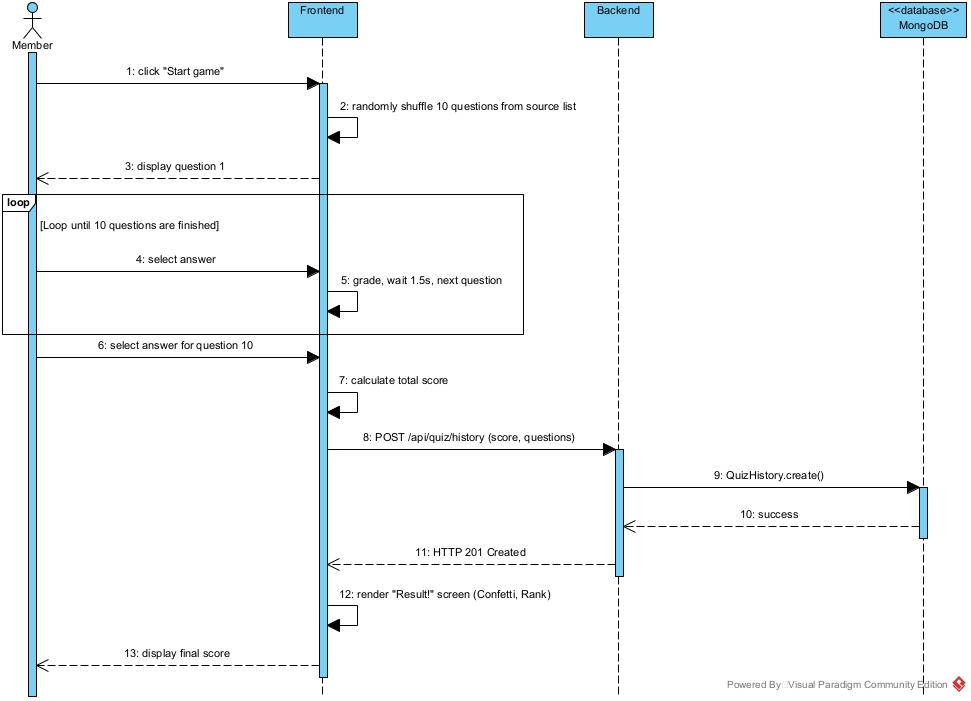 Frontend
Backend
<<database>>
MongoDB
Member
1: click "Start game"
2: randomly shuffle 10 questions from source list
3: display question 1
loop
[Loop until 10 questions are finished]
4: select answer
5: grade, wait 1.5s, next question
6: select answer for question 10
7: calculate total score
8: POST /api/quiz/history (score, questions)
9: QuizHistory.create()
10: success
11: HTTP 201 Created
12: render "Result!" screen (Confetti, Rank)
13: display final score
Powered By Visual Paradigm Community Edition